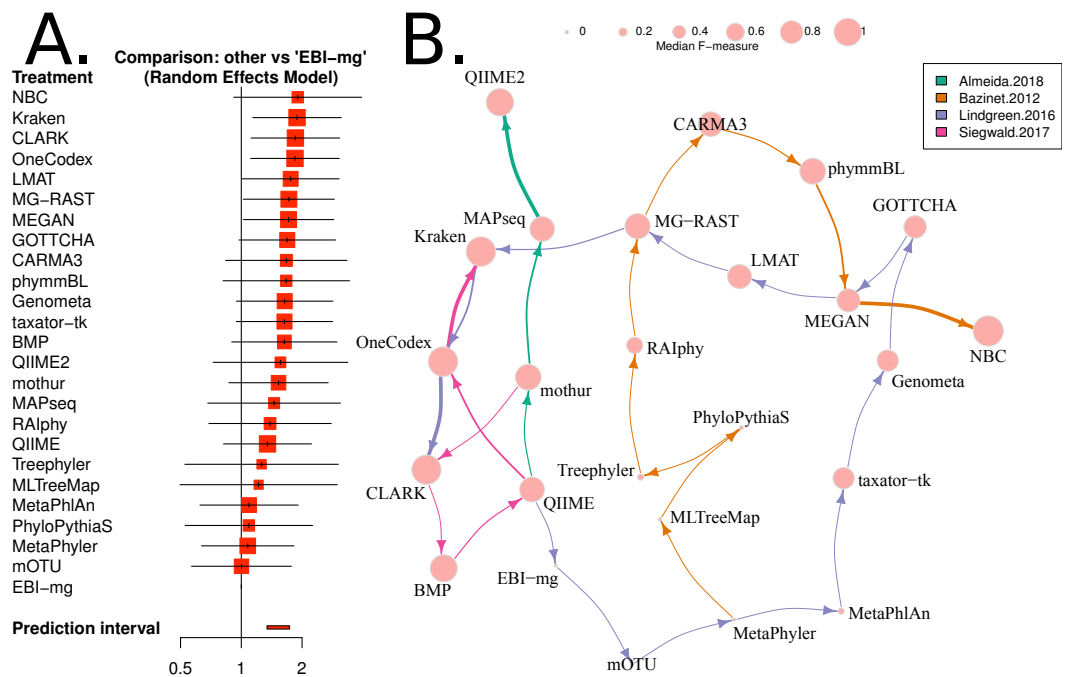 A.
Comparison: other vs 'EBI−mg'
(Random Effects Model)
Treatment
NBC
Kraken
CLARK
OneCodex
LMAT
MG−RAST
MEGAN
GOTTCHA
CARMA3
phymmBL
Genometa
taxator−tk
BMP
QIIME2
mothur
MAPseq
RAIphy
QIIME
Treephyler
MLTreeMap
MetaPhlAn
PhyloPythiaS
MetaPhyler
mOTU
EBI−mg
Prediction interval
0.5 1 2
B.
0 0.2 0.4 0.6 0.8 1
Median F−measure
Almeida.2018
Bazinet.2012
Lindgreen.2016
Siegwald.2017
QIIME2
CARMA3
phymmBL
GOTTCHA
MAPseq
MG−RAST
Kraken
LMAT
MEGAN
NBC
OneCodex
RAIphy
Genometa
mothur
PhyloPythiaS
Treephyler
taxator−tk
CLARK
QIIME
MLTreeMap
EBI−mg
BMP
MetaPhlAn
MetaPhyler
mOTU